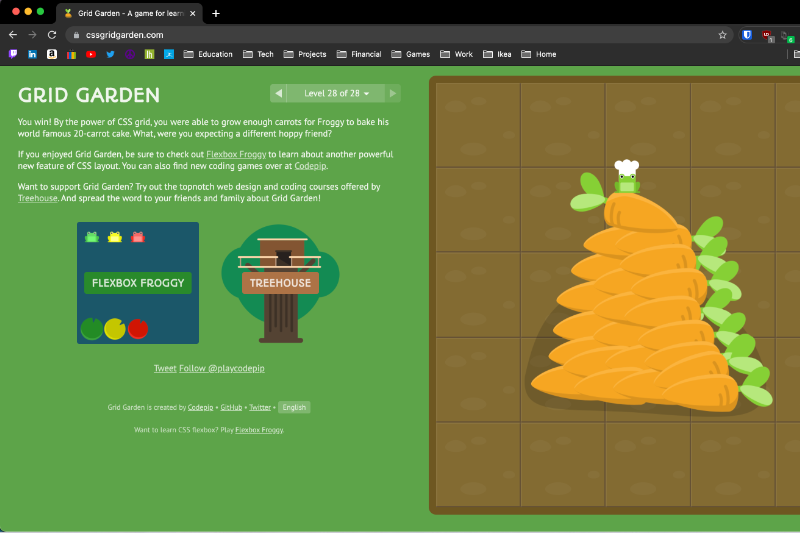 Grid Garden - A game for learn
cssgridgarden.com
Education
Tech
Projects
Financial
Games
Work
Ikea
Home
GRID GARDEN
Level 28 of 28
You win! By the power of CSS grid, you were able to grow enough carrots for Froggy to bake his
world famous 20-carrot cake. What, were you expecting a different hoppy friend?
If you enjoyed Grid Garden, be sure to check out Flexbox Froggy to learn about another powerful
new feature of CSS layout. You can also find new coding games over at Codepip.
Want to support Grid Garden? Try out the topnotch web design and coding courses offered by
Treehouse. And spread the word to your friends and family about Grid Garden!
FLEXBOX FROGGY
TREEHOUSE
Tweet Follow @playcodepip
Grid Garden is created by Codepip • GitHub • Twitter • English
Want to learn CSS flexbox? Play Flexbox Froggy.